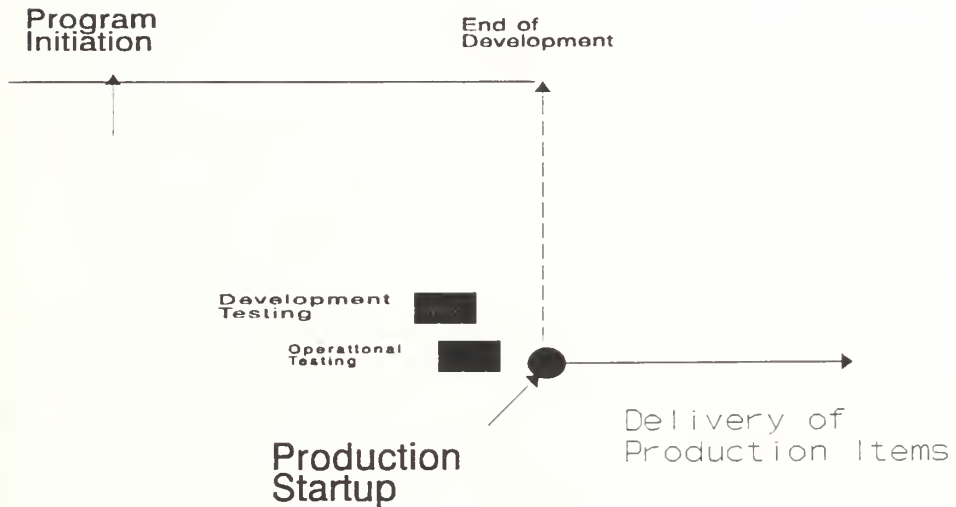 Program
Initiation
End of
Development
Development
Testing
Operational
Testing
Production
Startup
Delivery of
Production Items